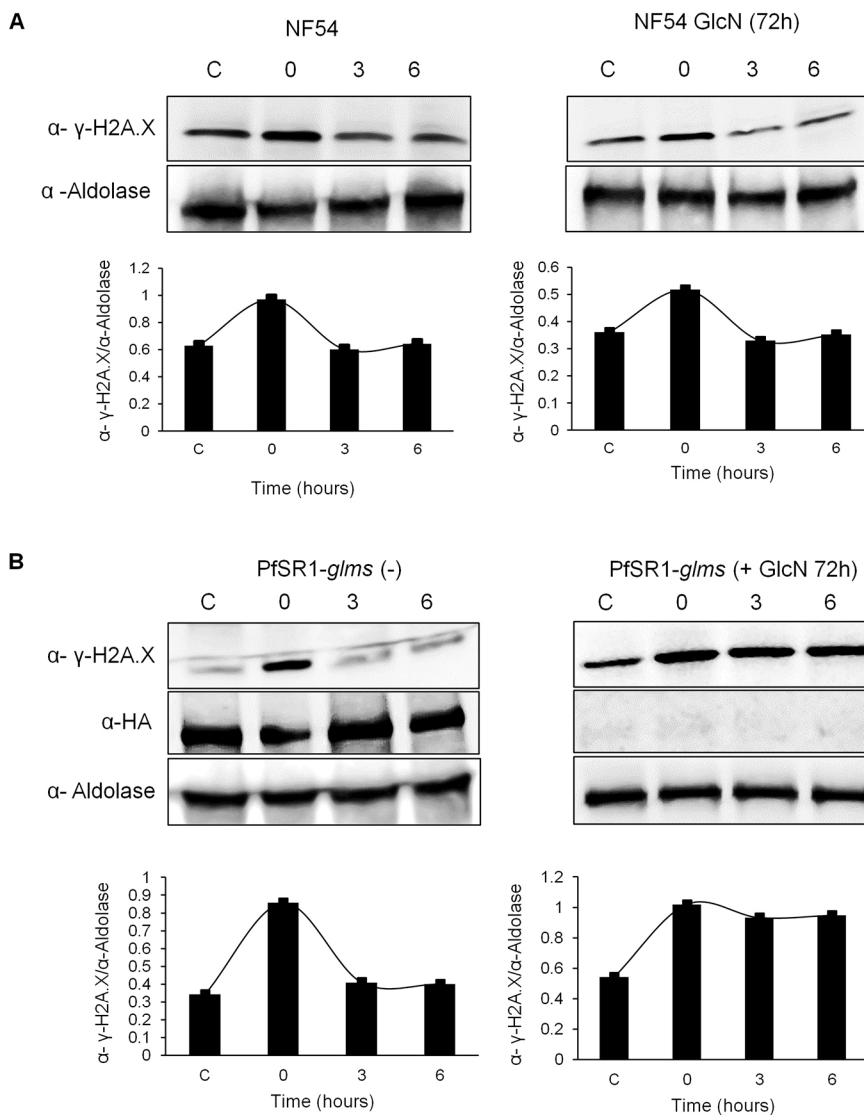 A
NF54
NF54 GlcN (72h)
C 0 3 6
C 0 3 6
α- γ-H2A.X
α -Aldolase
α- γ-H2A.X/α-Aldolase
1.2
1
0.8
0.6
0.4
0.2
0
C 0 3 6
Time (hours)
α- γ-H2A.X/α-Aldolase
0.6
0.5
0.4
0.3
0.2
0.1
0
C 0 3 6
Time (hours)
B
PfSR1-glms (-)
PfSR1-glms (+ GlcN 72h)
C 0 3 6
C 0 3 6
α- γ-H2A.X
α-HA
α- Aldolase
α- γ-H2A.X/α-Aldolase
1
0.9
0.8
0.7
0.6
0.5
0.4
0.3
0.2
0.1
0
C 0 3 6
Time (hours)
α- γ-H2A.X/α-Aldolase
1.2
1
0.8
0.6
0.4
0.2
0
C 0 3 6
Time (hours)